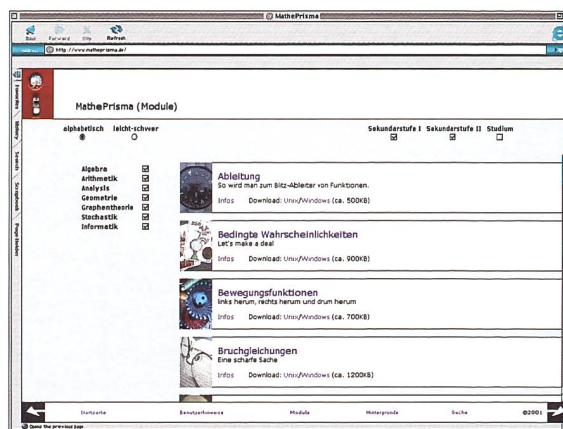 MathePrisma
Back Forward Stop Refresh
http://www.matheprisma.de/
Favorites
History
Search
Scrapbook
Page Holder
MathePrisma (Module)
alphabetisch leicht-schwer
Sekundarstufe I Sekundarstufe II Studium
Algebra
Arithmetik
Analysis
Geometrie
Graphentheorie
Stochastik
Informatik
Ableitung
So wird man zum Blitz-Ableiter von Funktionen.
Infos Download: Unix/Windows (ca. 500KB)
Bedingte Wahrscheinlichkeiten
Let's make a deal
Infos Download: Unix/Windows (ca. 900KB)
Bewegungsfunktionen
links herum, rechts herum und drum herum
Infos Download: Unix/Windows (ca. 700KB)
Bruchgleichungen
Eine scharfe Sache
Infos Download: Unix/Windows (ca. 1200KB)
Startseite Benutzerhinweise Module Hintergründe Suche ©2001
Opens the previous page.